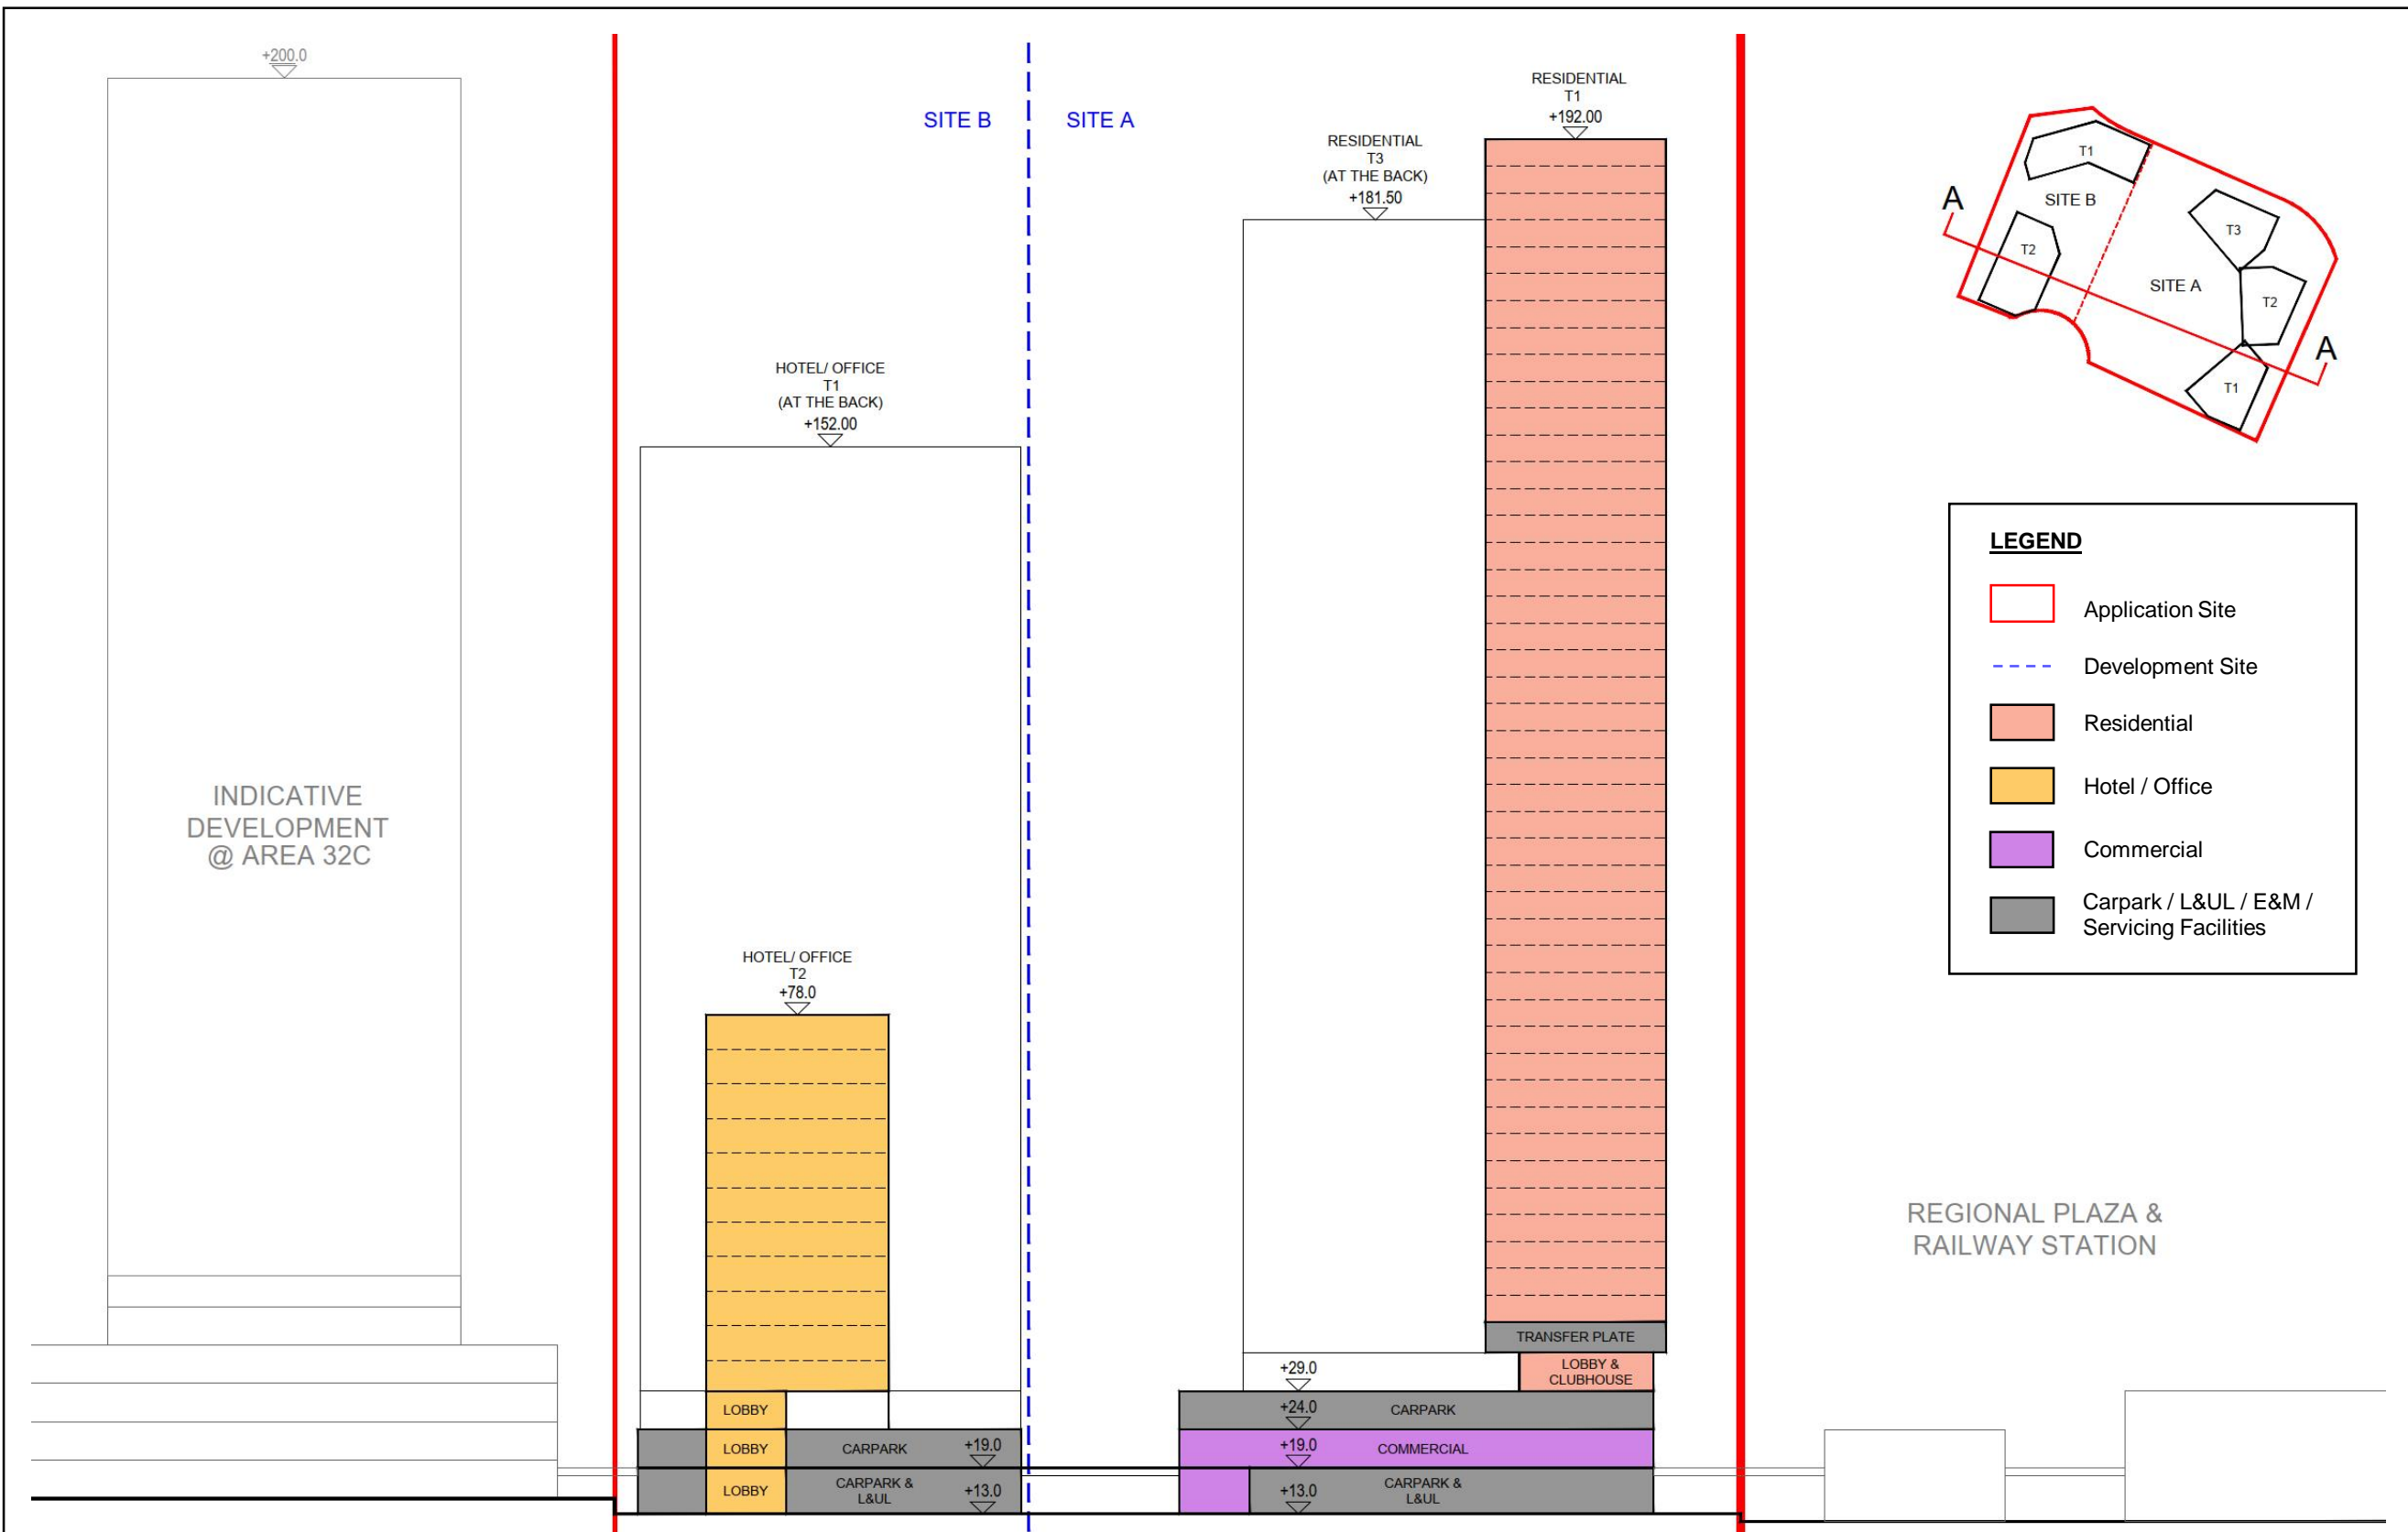 +200.0
SITE B
SITE A
RESIDENTIAL
T1
+192.00
RESIDENTIAL
T3
(AT THE BACK)
+181.50
HOTEL/ OFFICE
T1
(AT THE BACK)
+152.00
HOTEL/ OFFICE
T2
+78.0
INDICATIVE
DEVELOPMENT
@ AREA 32C
T1
SITE B
A
T2
T3
SITE A
T2
A
T1
LEGEND
Application Site
Development Site
Residential
Hotel / Office
Commercial
Carpark / L&UL / E&M /
Servicing Facilities
REGIONAL PLAZA &
RAILWAY STATION
TRANSFER PLATE
LOBBY &
CLUBHOUSE
+29.0
+24.0
CARPARK
+19.0
COMMERCIAL
+13.0
CARPARK &
L&UL
LOBBY
LOBBY
CARPARK
+19.0
LOBBY
CARPARK &
L&UL
+13.0